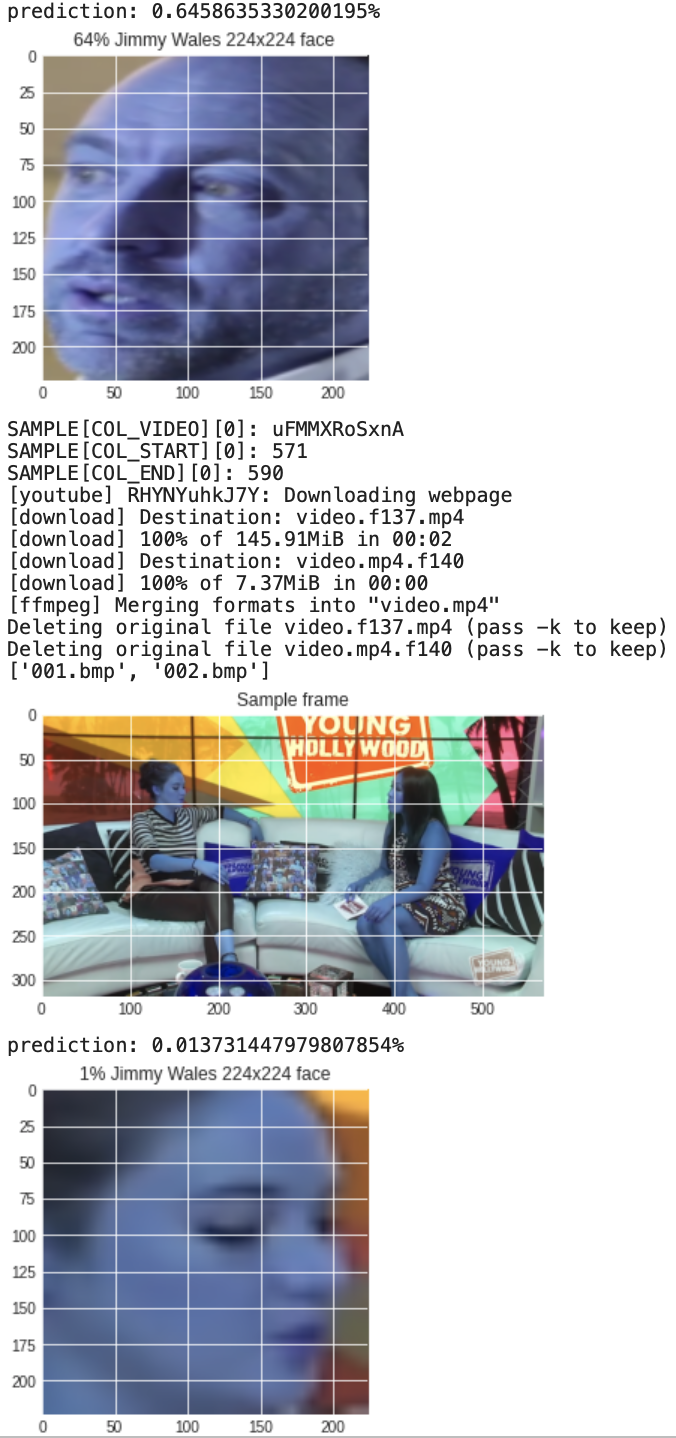 prediction: 0.6458635330200195%
64% Jimmy Wales 224x224 face
0
25
50
75
100
125
150
175
200
0 50 100 150 200
SAMPLE[COL_VIDEO][0]: uFMMXRoSxnA
SAMPLE[COL_START][0]: 571
SAMPLE[COL_END][0]: 590
[youtube] RHYNYuhkJ7Y: Downloading webpage
[download] Destination: video.f137.mp4
[download] 100% of 145.91MiB in 00:02
[download] Destination: video.mp4.f140
[download] 100% of 7.37MiB in 00:00
[ffmpeg] Merging formats into "video.mp4"
Deleting original file video.f137.mp4 (pass -k to keep)
Deleting original file video.mp4.f140 (pass -k to keep)
['001.bmp', '002.bmp']
Sample frame
0
50
100
150
200
250
300
YOUNG
HOLLYWOOD
YOUNG
YOUNG
HOLLYWOOD
0 100 200 300 400 500
prediction: 0.013731447979807854%
1% Jimmy Wales 224x224 face
0
25
50
75
100
125
150
175
200
0 50 100 150 200